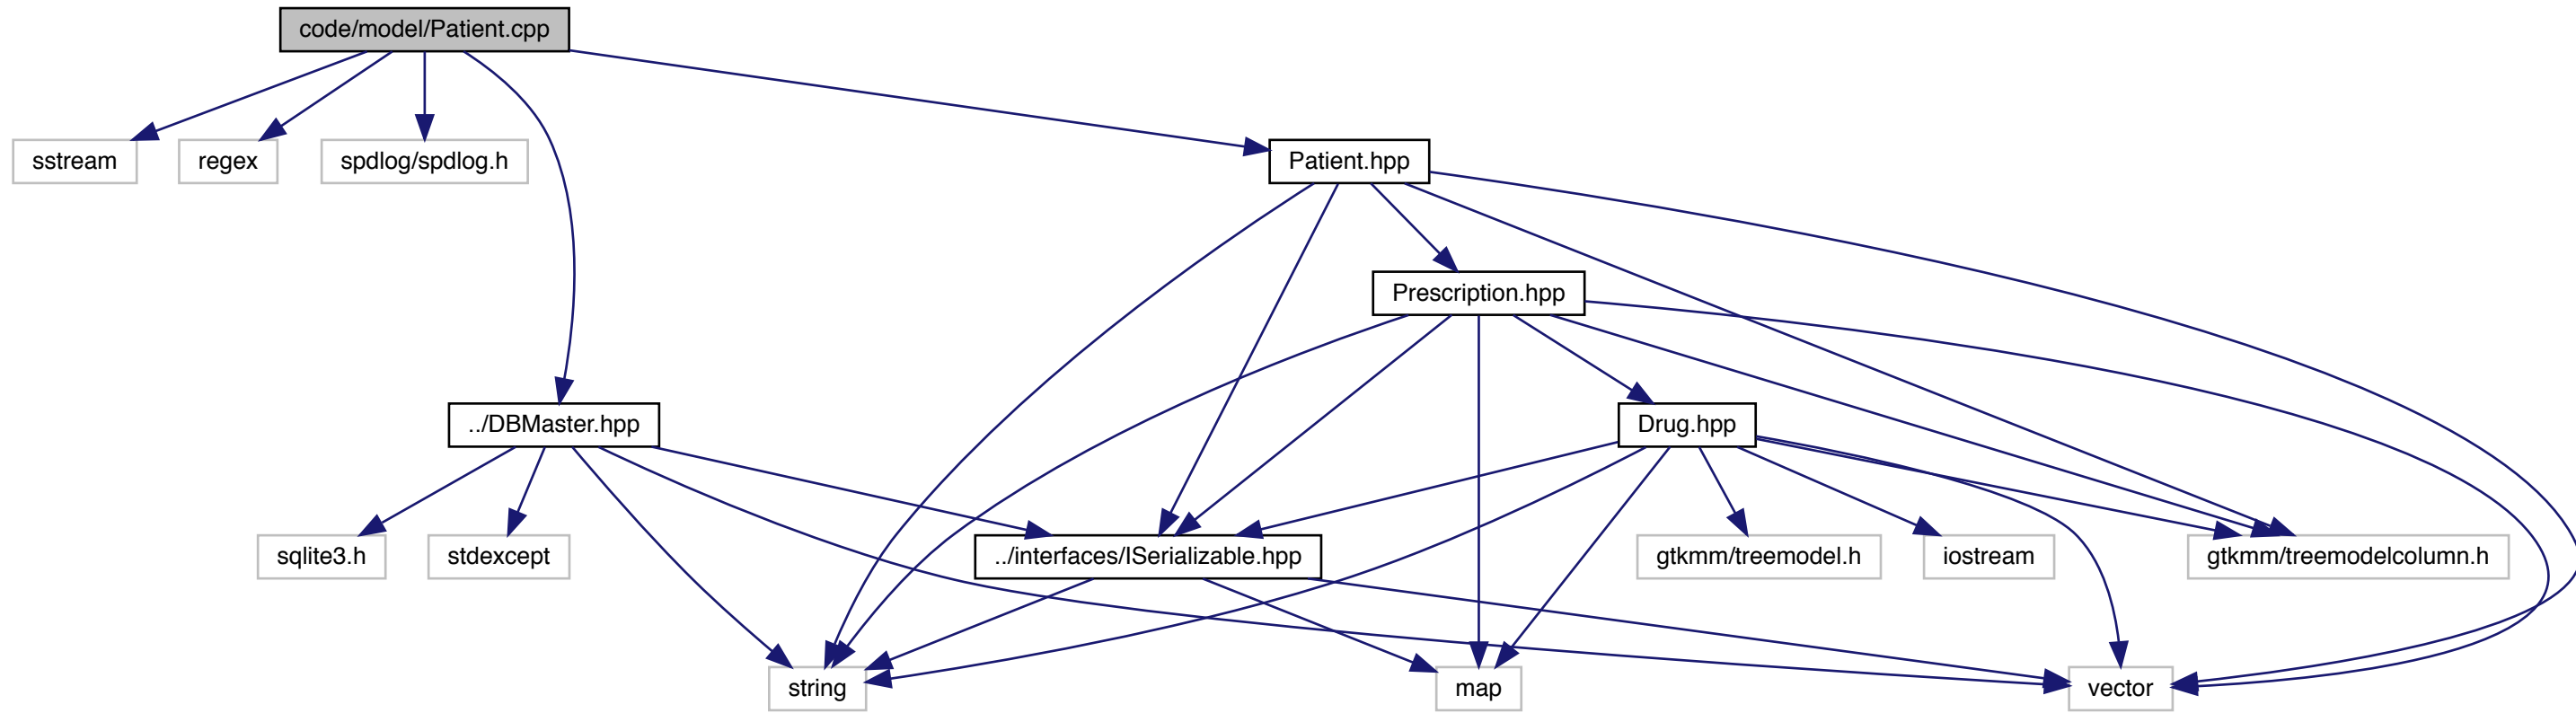 code/model/Patient.cpp
sstream
regex
spdlog/spdlog.h
Patient.hpp
Prescription.hpp
../DBMaster.hpp
Drug.hpp
sqlite3.h
stdexcept
../interfaces/ISerializable.hpp
gtkmm/treemodel.h
iostream
gtkmm/treemodelcolumn.h
string
map
vector